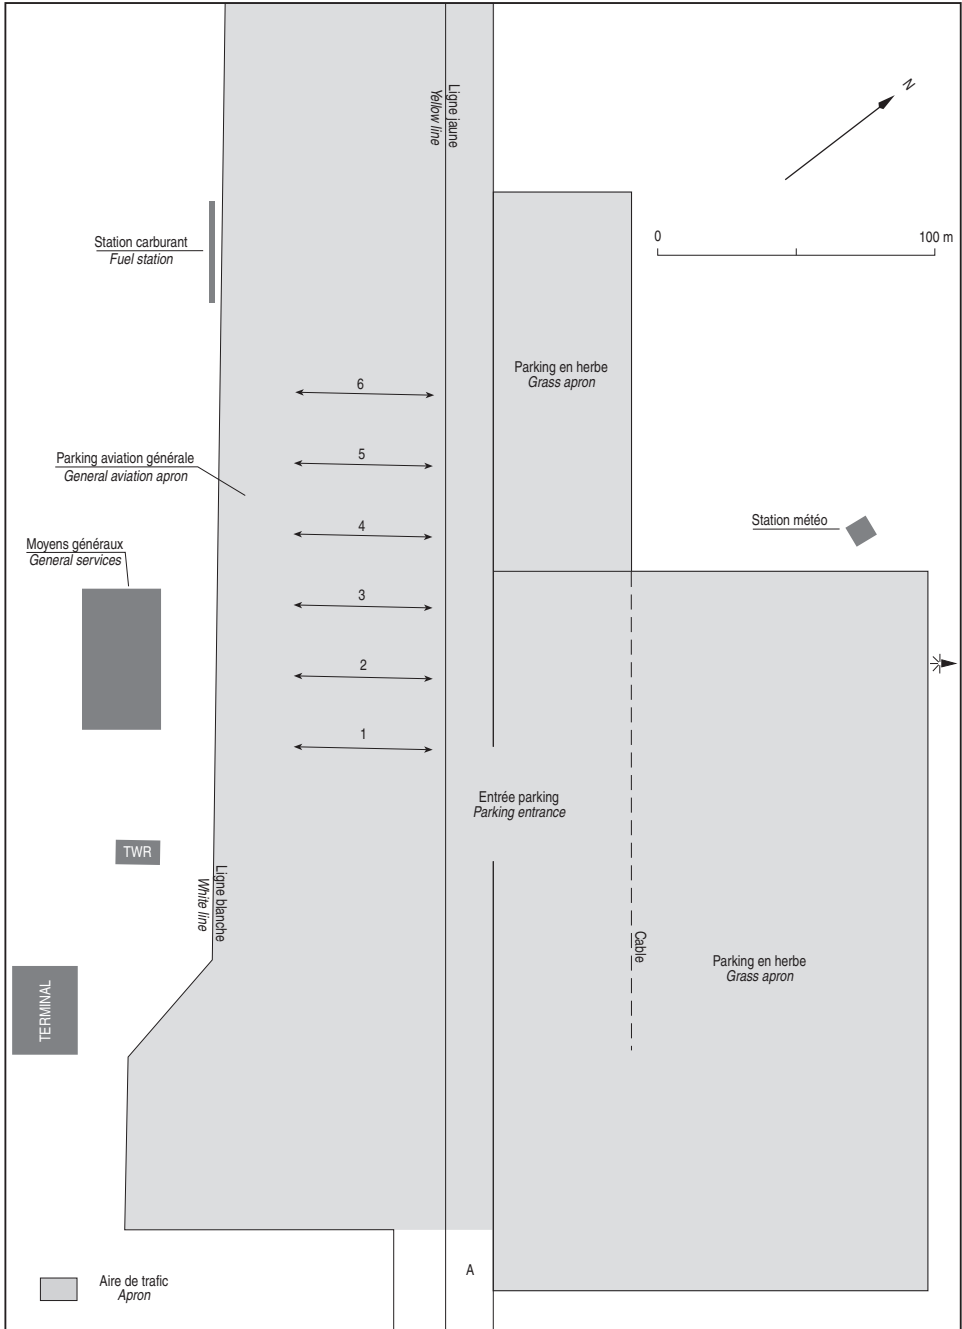 Ligne jaune
Yellow line
N
0
100 m
Station carburant
Fuel station
Parking en herbe
Grass apron
6
5
Parking aviation générale
General aviation apron
4
Station météo
Moyens généraux
General services
3
2
1
Entrée parking
Parking entrance
TWR
Ligne blanche
White line
Cable
Parking en herbe
Grass apron
TERMINAL
A
Aire de trafic
Apron